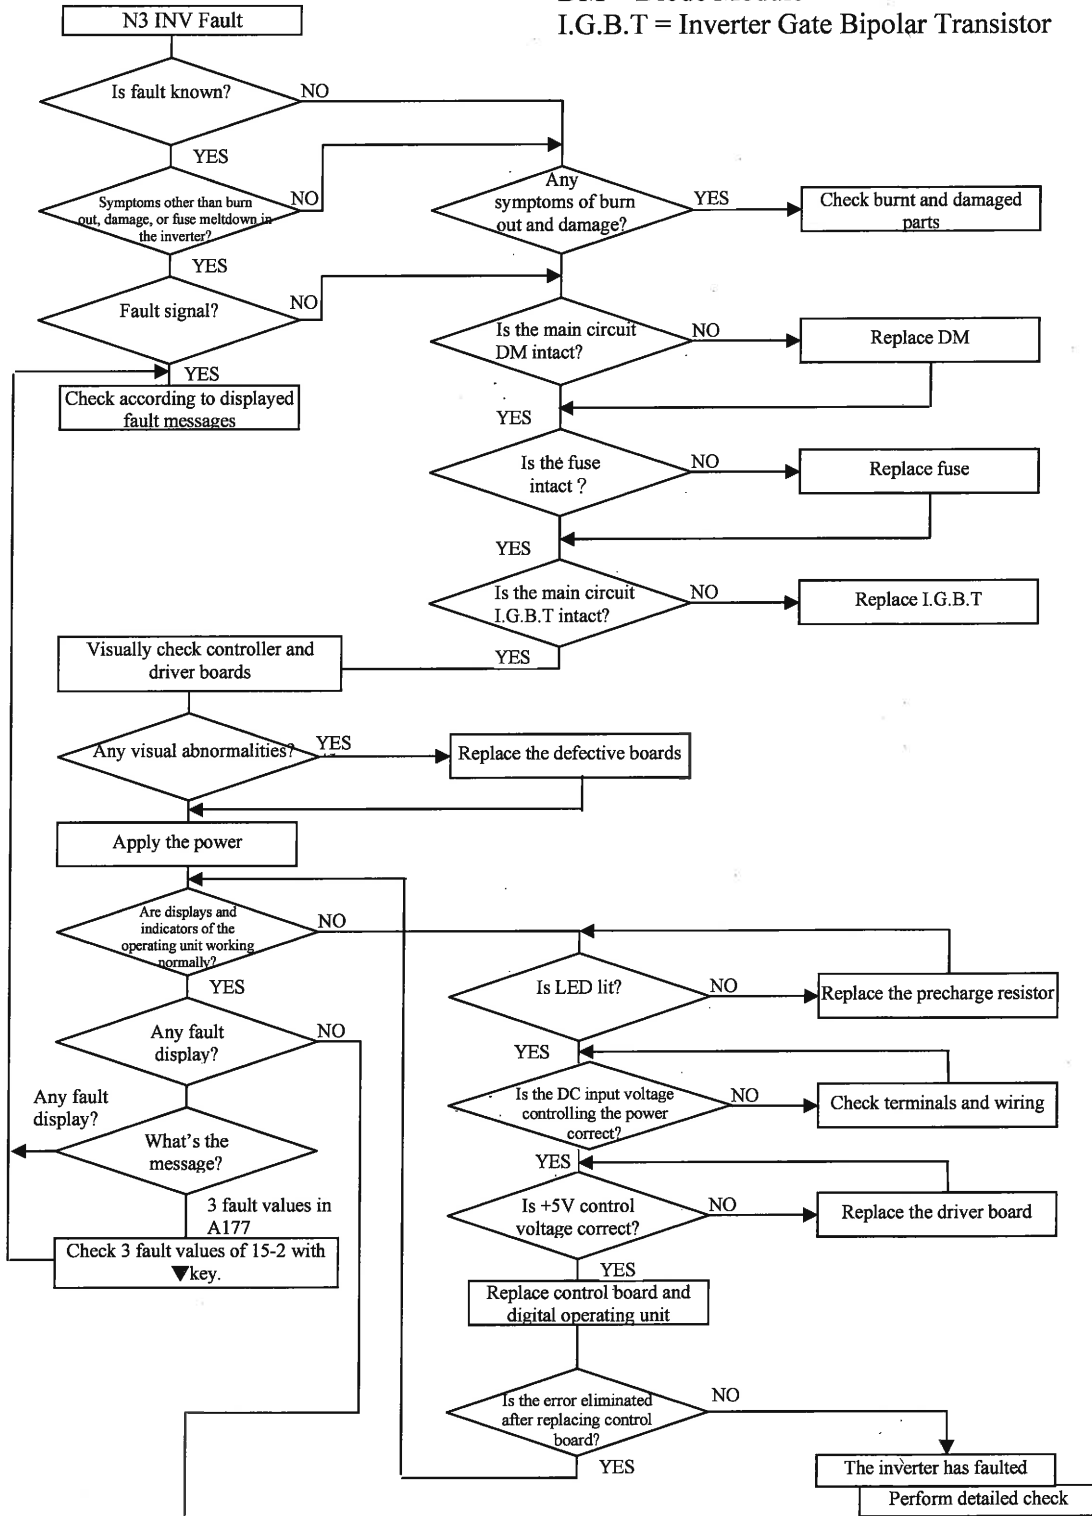 I.G.B.T = Inverter Gate Bipolar Transistor
N3 INV Fault
Is fault known?
NO
YES
Symptoms other than burn
out, damage, or fuse meltdown in
the inverter?
NO
YES
Fault signal?
NO
YES
Check according to displayed
fault messages
Any
symptoms of burn
out and damage?
YES
Check burnt and damaged
parts
Is the main circuit
DM intact?
NO
Replace DM
YES
Is the fuse
intact ?
NO
Replace fuse
YES
Is the main circuit
I.G.B.T intact?
NO
Replace I.G.B.T
YES
Visually check controller and
driver boards
Any visual abnormalities?
YES
Replace the defective boards
Apply the power
Are displays and
indicators of the
operating unit working
normally?
NO
YES
Any fault
display?
NO
Any fault
display?
What's the
message?
3 fault values in
A177
Check 3 fault values of 15-2 with
▼key.
Is LED lit?
NO
Replace the precharge resistor
YES
Is the DC input voltage
controlling the power
correct?
NO
Check terminals and wiring
YES
Is +5V control
voltage correct?
NO
Replace the driver board
YES
Replace control board and
digital operating unit
Is the error eliminated
after replacing control
board?
NO
YES
The inverter has faulted
Perform detailed check